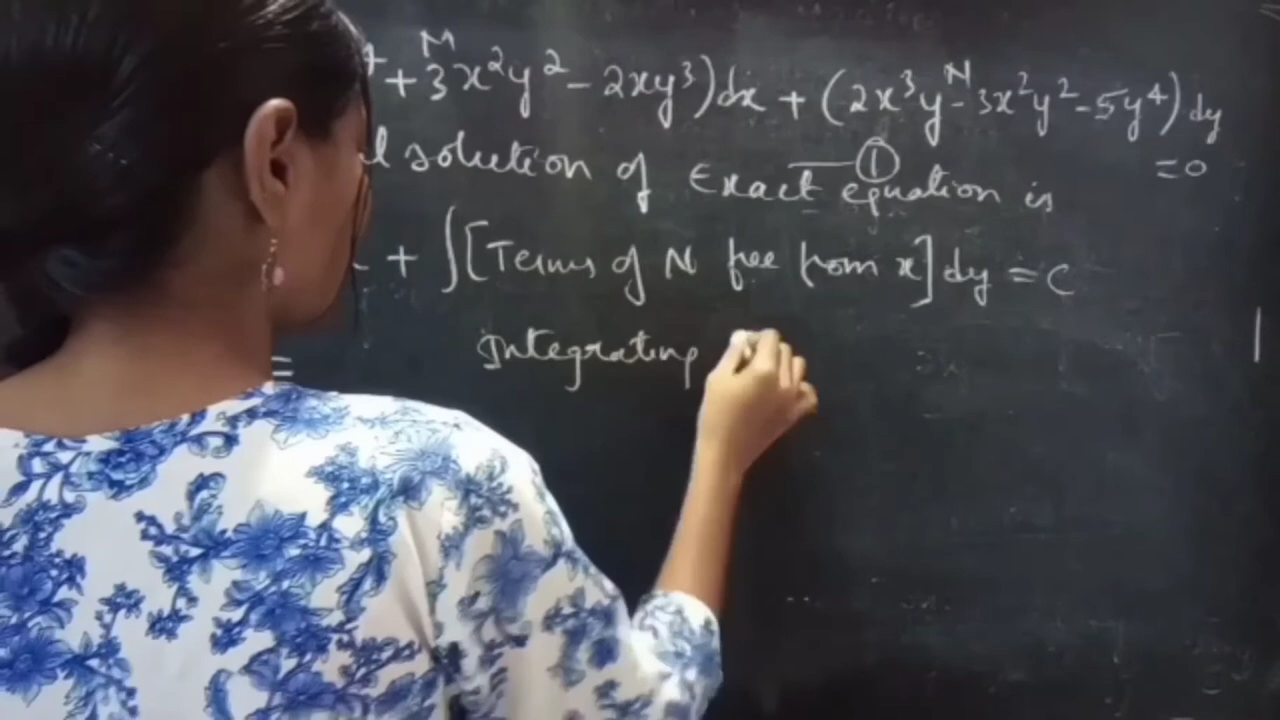 M N
+ 3x²y² - 2xy³)dx + (2x³y - 3x²y² - 5y⁴) dy
= 0
solution of Exact equation is
①
+ ∫[Terms of N free from x] dy = C
=
Integrating